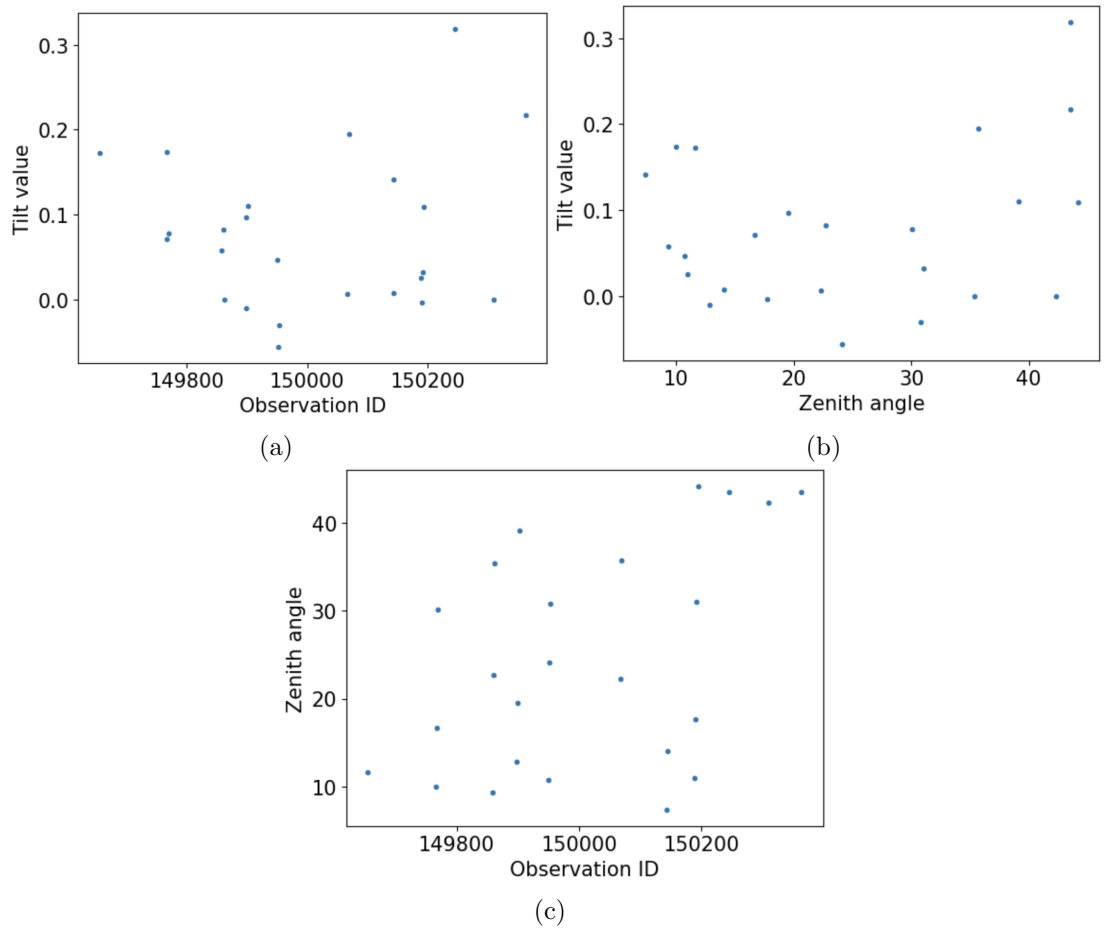 0.3
0.2
0.1
0.0
Tilt value
149800 150000 150200
Observation ID
(a)
0.3
0.2
0.1
0.0
Tilt value
10 20 30 40
Zenith angle
(b)
40
30
20
10
Zenith angle
149800 150000 150200
Observation ID
(c)